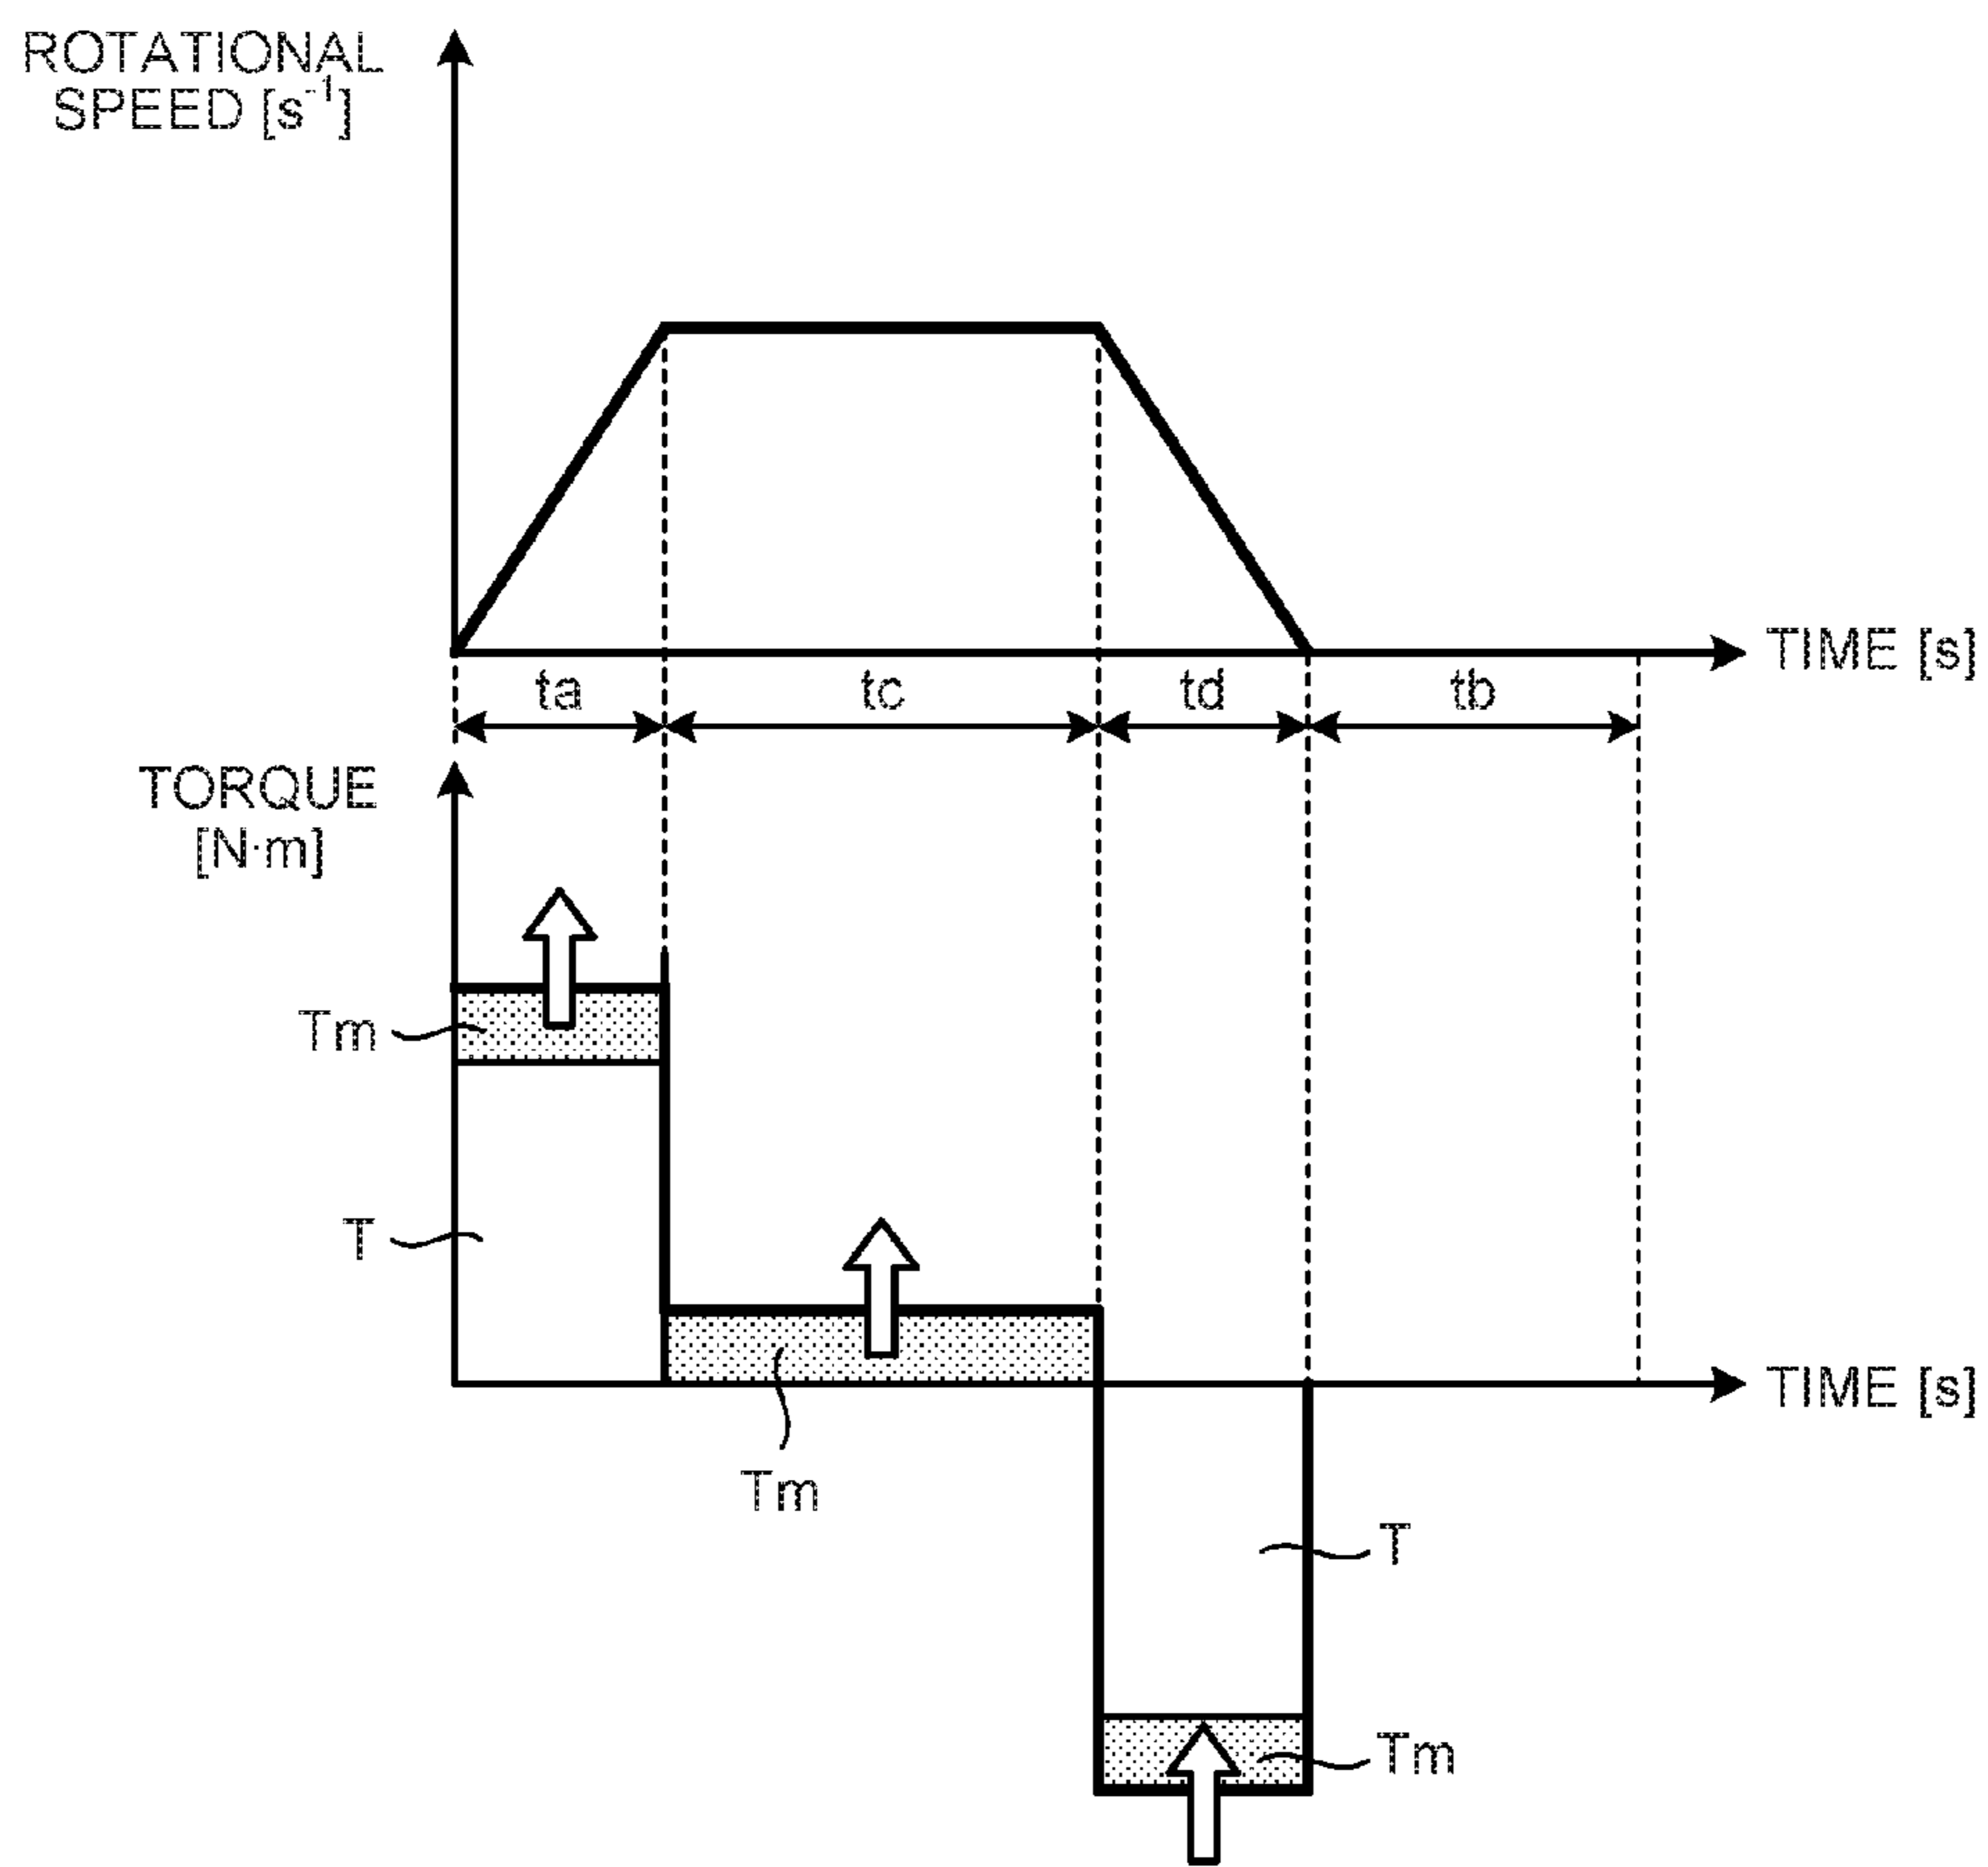 ROTATIONAL
SPEED [s⁻¹]
TIME [s]
ta tc td tb
TORQUE
[N·m]
Tm
T
TIME [s]
Tm
T
Tm